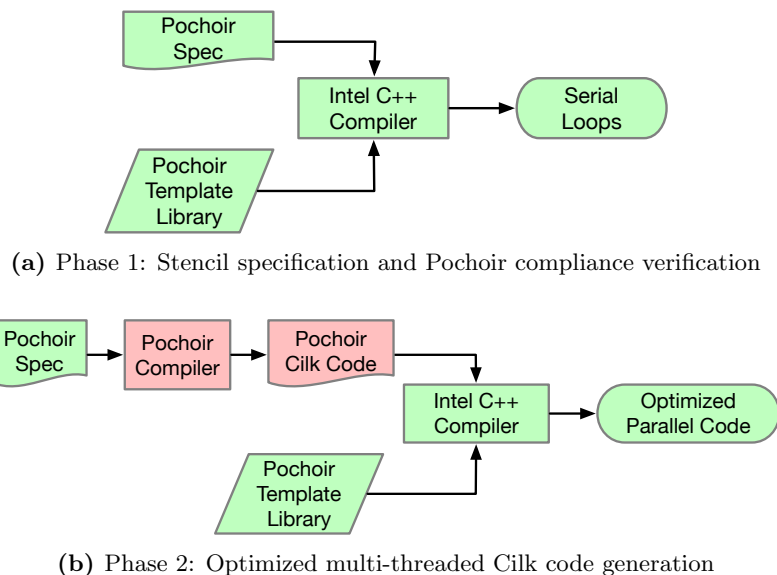 Pochoir
Spec
Intel C++
Compiler
Serial
Loops
Pochoir
Template
Library
(a) Phase 1: Stencil specification and Pochoir compliance verification
Pochoir
Spec
Pochoir
Compiler
Pochoir
Cilk Code
Intel C++
Compiler
Optimized
Parallel Code
Pochoir
Template
Library
(b) Phase 2: Optimized multi-threaded Cilk code generation